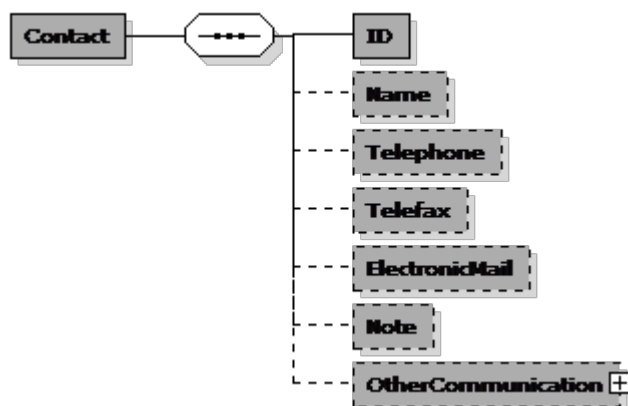 Contact
ID
Name
Telephone
Telefax
ElectronicMail
Note
OtherCommunication